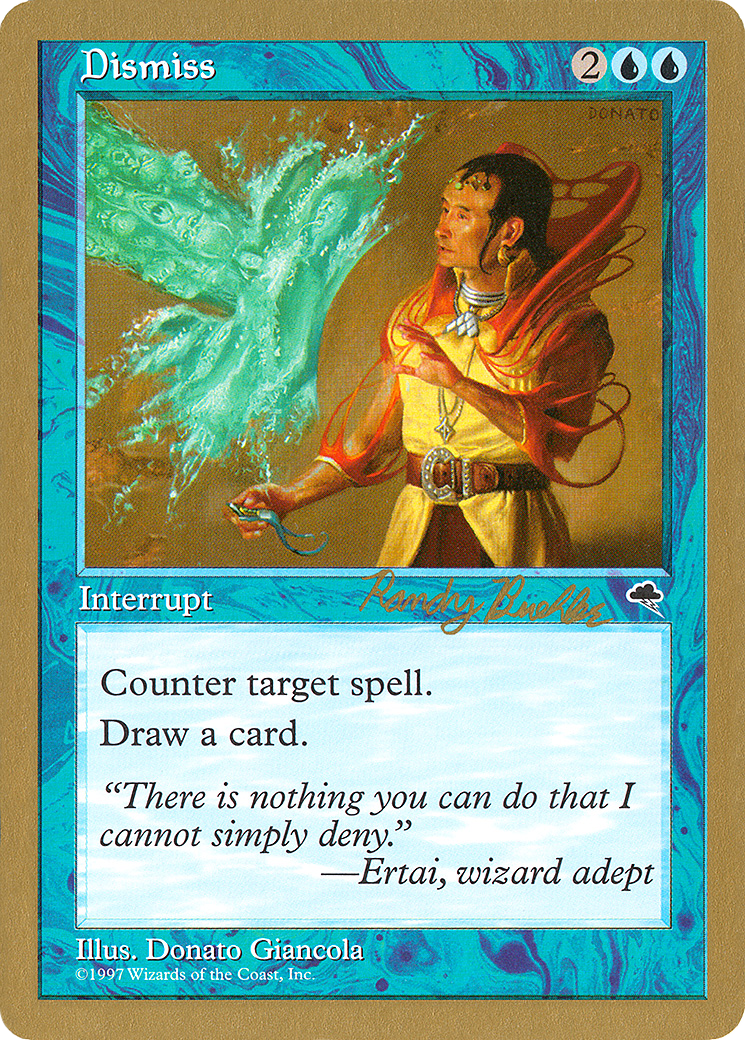 Dismiss 2
DONATO
Interrupt
Randy Buehler
Counter target spell.
Draw a card.
“There is nothing you can do that I
cannot simply deny.”
—Ertai, wizard adept
Illus. Donato Giancola
©1997 Wizards of the Coast, Inc.